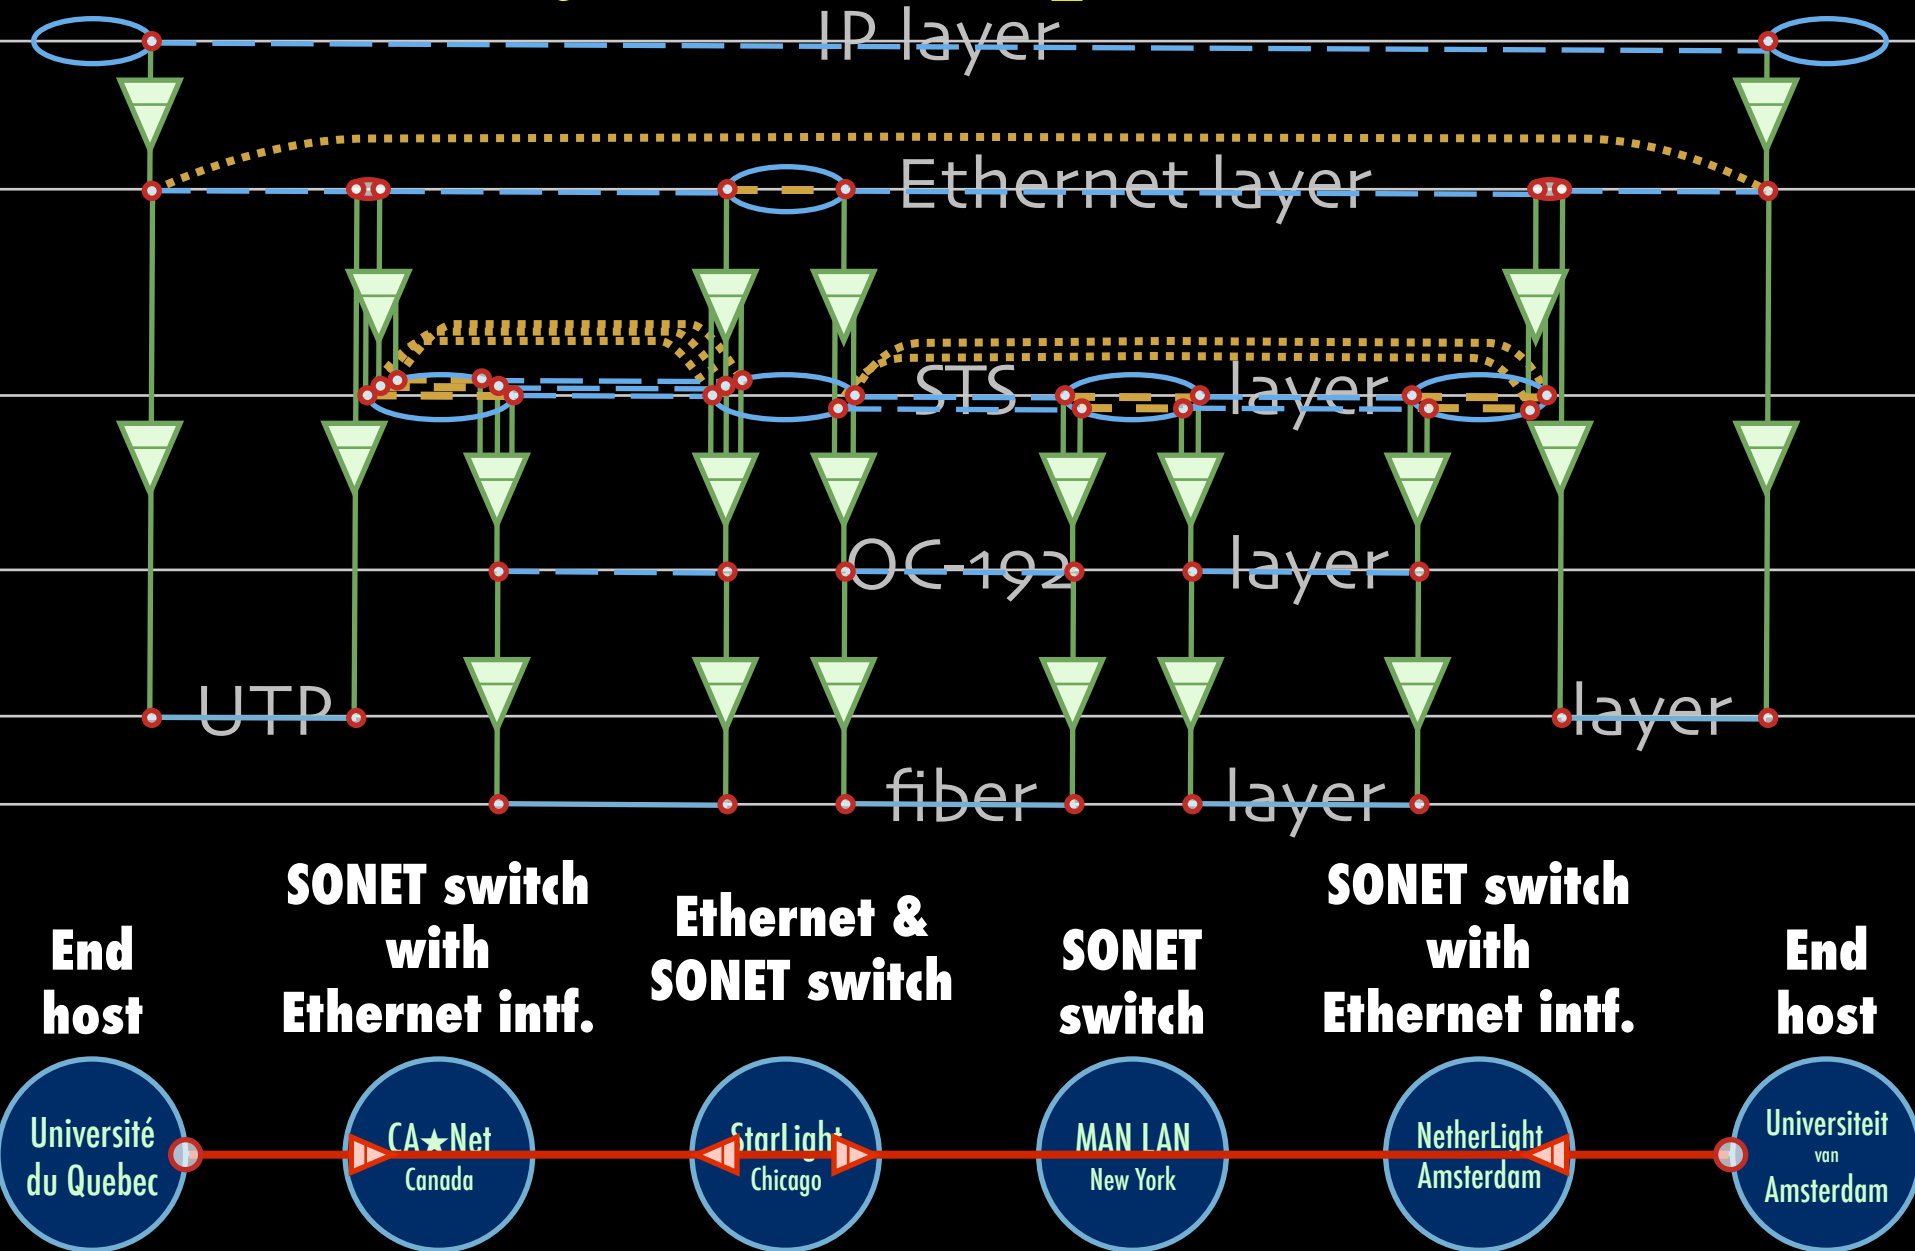 IP layer
Ethernet layer
STS layer
OC-192 layer
UTP layer
fiber layer
End
host
SONET switch
with
Ethernet intf.
Ethernet &
SONET switch
SONET
switch
SONET switch
with
Ethernet intf.
End
host
Université
du Quebec
CA★Net
Canada
StarLight
Chicago
MAN LAN
New York
NetherLight
Amsterdam
Universiteit
van
Amsterdam